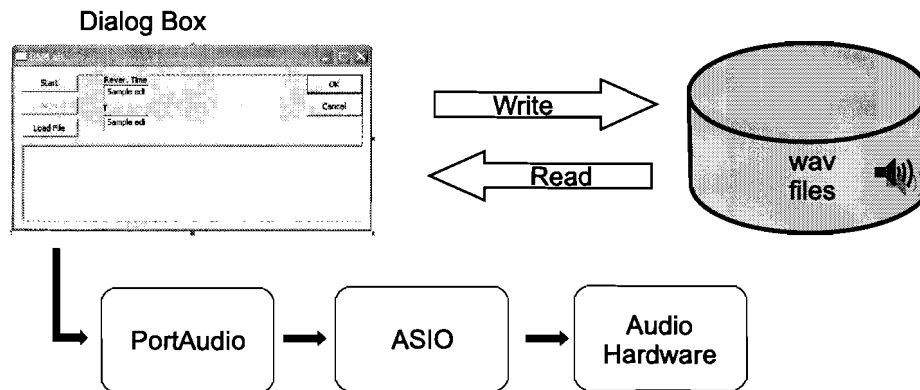 Dialog Box
Start
Rever. Time
Sample edi
OK
Cancel
Load File
T
Sample edi
Write
Read
wav
files
PortAudio
ASIO
Audio
Hardware